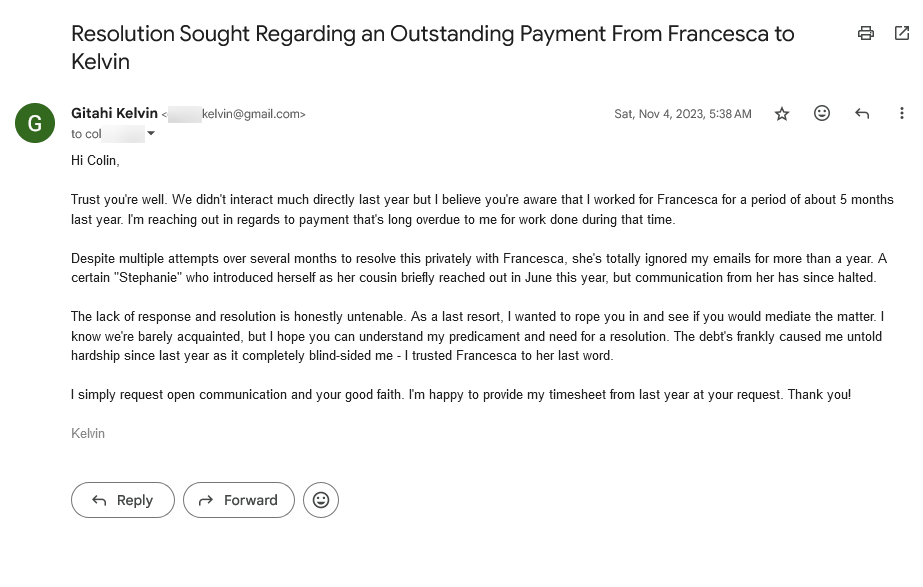 Resolution Sought Regarding an Outstanding Payment From Francesca to
Kelvin
G
Gitahi Kelvin <kelvin@gmail.com>
Sat, Nov 4, 2023, 5:38 AM
to col
Hi Colin,
Trust you're well. We didn't interact much directly last year but I believe you're aware that I worked for Francesca for a period of about 5 months
last year. I'm reaching out in regards to payment that's long overdue to me for work done during that time.
Despite multiple attempts over several months to resolve this privately with Francesca, she's totally ignored my emails for more than a year. A
certain "Stephanie" who introduced herself as her cousin briefly reached out in June this year, but communication from her has since halted.
The lack of response and resolution is honestly untenable. As a last resort, I wanted to rope you in and see if you would mediate the matter. I
know we're barely acquainted, but I hope you can understand my predicament and need for a resolution. The debt's frankly caused me untold
hardship since last year as it completely blind-sided me - I trusted Francesca to her last word.
I simply request open communication and your good faith. I'm happy to provide my timesheet from last year at your request. Thank you!
Kelvin
Reply
Forward